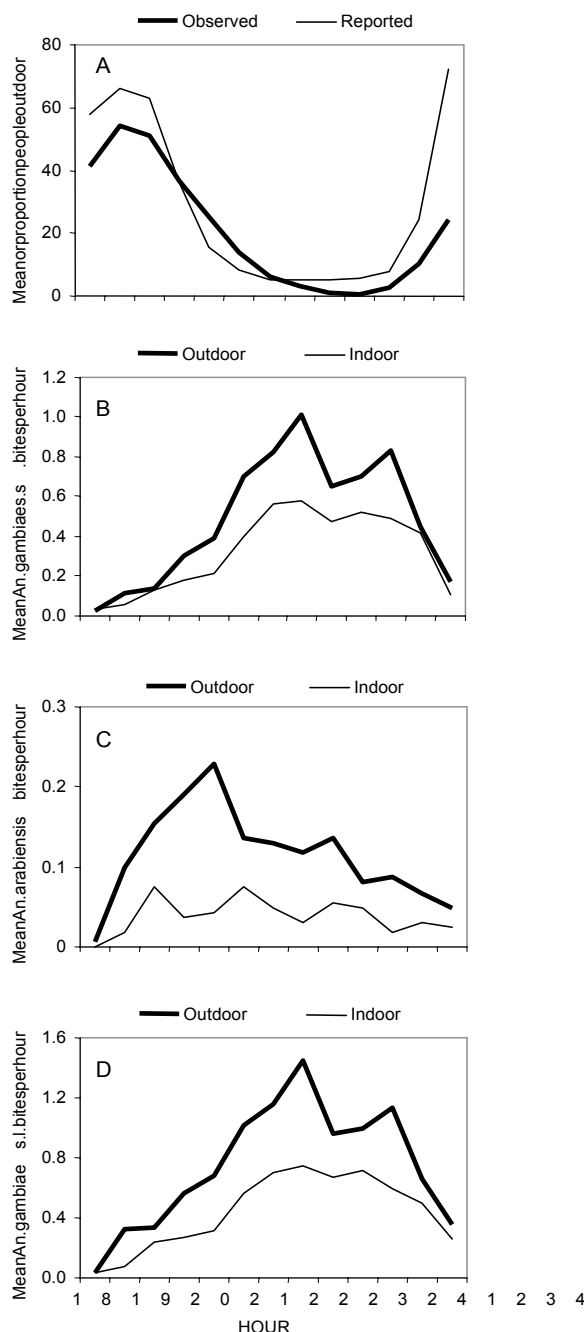 Observed Reported
80
A
60
40
20
0
Meanorproportionpeopleoutdoor
Outdoor Indoor
1.2
B
1.0
0.8
0.6
0.4
0.2
0.0
MeanAn.gambiaes.s .bitesperhour
Outdoor Indoor
0.3
C
0.2
0.1
0
MeanAn.arabiensis bitesperhour
Outdoor Indoor
1.6
D
1.2
0.8
0.4
0.0
MeanAn.gambiae s.l.bitesperhour
1 8 1 9 2 0 2 1 2 2 2 3 2 4 1 2 3 4
HOUR